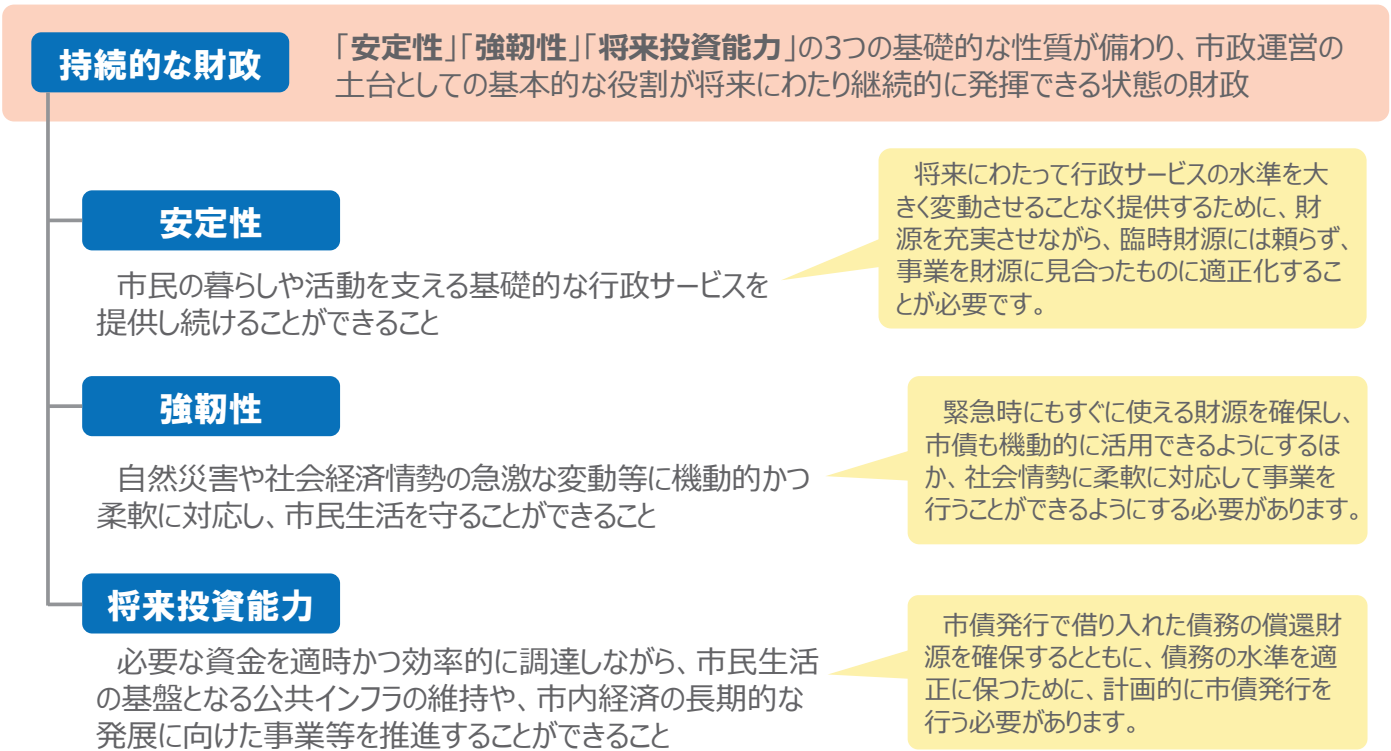 持続的な財政
「安定性」「強靭性」「将来投資能力」の3つの基礎的な性質が備わり、市政運営の
土台としての基本的な役割が将来にわたり継続的に発揮できる状態の財政
安定性
市民の暮らしや活動を支える基礎的な行政サービスを
提供し続けることができること
将来にわたって行政サービスの水準を大
きく変動させることなく提供するために、財
源を充実させながら、臨時財源には頼らず、
事業を財源に見合ったものに適正化するこ
とが必要です。
強靭性
自然災害や社会経済情勢の急激な変動等に機動的かつ
柔軟に対応し、市民生活を守ることができること
緊急時にもすぐに使える財源を確保し、
市債も機動的に活用できるようにするほ
か、社会情勢に柔軟に対応して事業を
行うことができるようにする必要があります。
将来投資能力
必要な資金を適時かつ効率的に調達しながら、市民生活
の基盤となる公共インフラの維持や、市内経済の長期的な
発展に向けた事業等を推進することができること
市債発行で借り入れた債務の償還財
源を確保するとともに、債務の水準を適
正に保つために、計画的に市債発行を
行う必要があります。